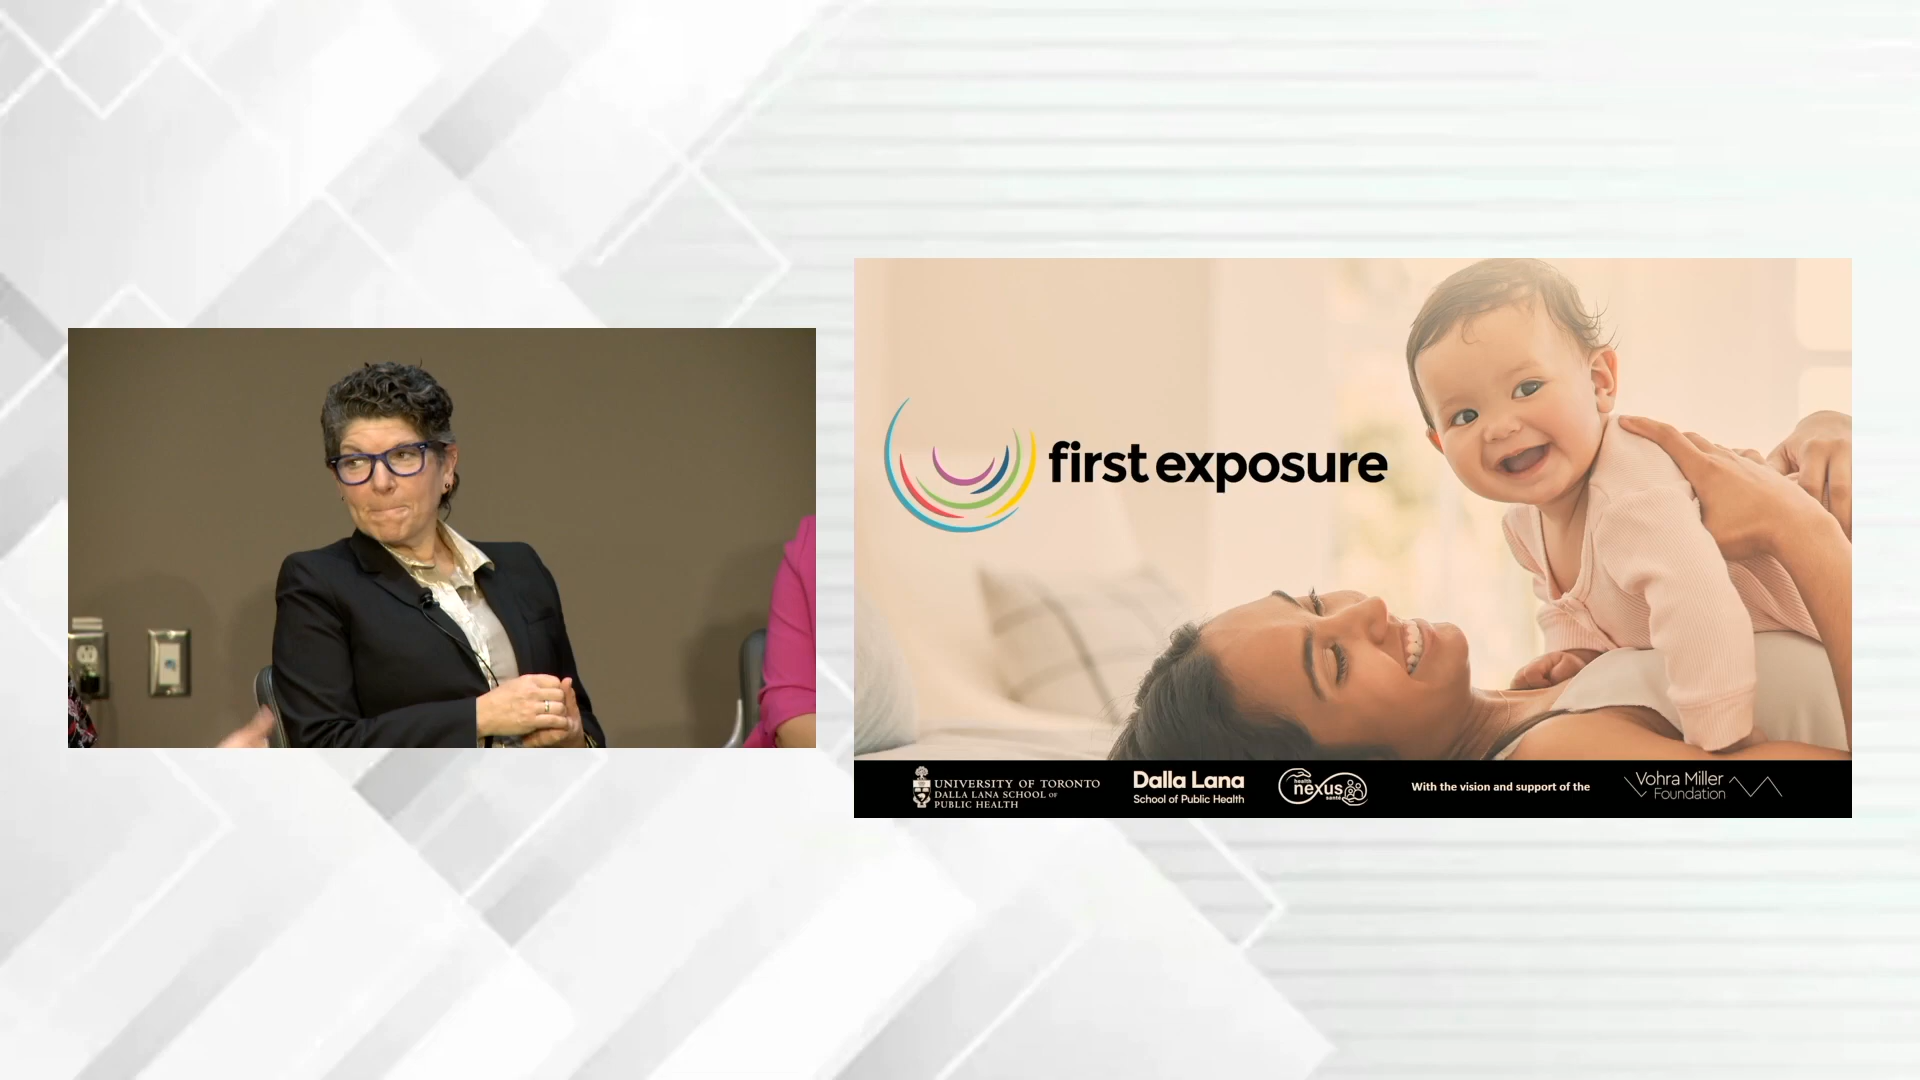 first exposure
UNIVERSITY OF TORONTO
DALLA LANA SCHOOL OF
PUBLIC HEALTH
Dalla Lana
School of Public Health
health
nexus
santé
With the vision and support of the
Vohra Miller
Foundation